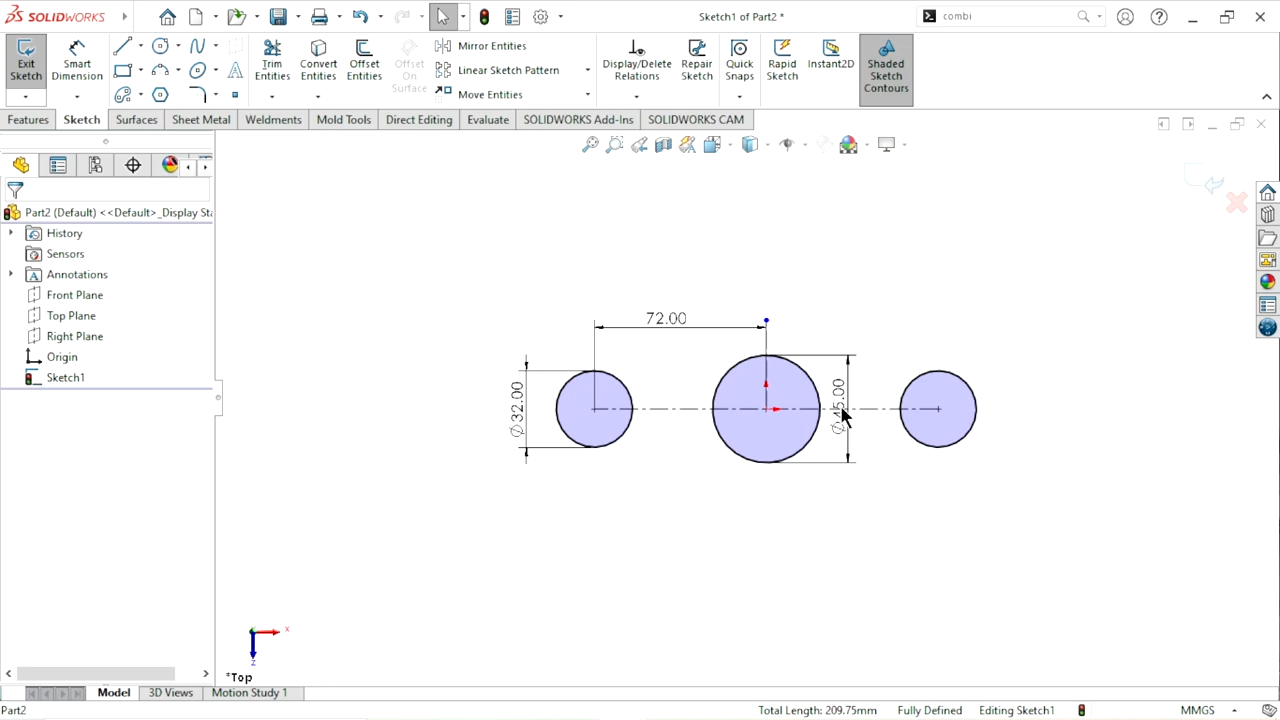 SOLIDWORKS
Sketch1 of Part2 *
combi
Exit
Sketch
Smart
Dimension
Trim
Entities
Convert
Entities
Offset
Entities
Offset
On
Surface
Mirror Entities
Linear Sketch Pattern
Move Entities
Display/Delete
Relations
Repair
Sketch
Quick
Snaps
Rapid
Sketch
Instant2D
Shaded
Sketch
Contours
Features
Sketch
Surfaces
Sheet Metal
Weldments
Mold Tools
Direct Editing
Evaluate
SOLIDWORKS Add-Ins
SOLIDWORKS CAM
Part2 (Default) <<Default>_Display Sta
History
Sensors
Annotations
Front Plane
Top Plane
Right Plane
Origin
Sketch1
72.00
⌀32.00
⌀45.00
x
z
*Top
Model
3D Views
Motion Study 1
Part2
Total Length: 209.75mm
Fully Defined
Editing Sketch1
MMGS